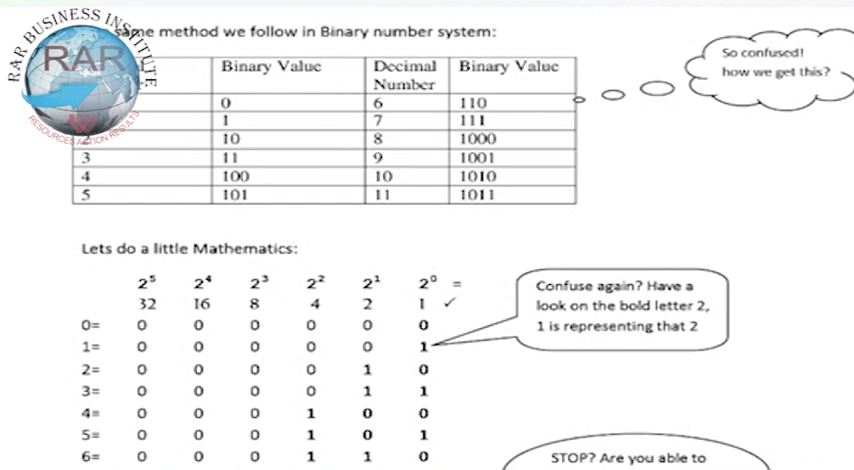 RAR BUSINESS INSTITUTE
RAR
RESOURCES ACTION RESULTS
same method we follow in Binary number system:
Binary Value Decimal Number Binary Value
0 6 110
1 7 111
2 10 8 1000
3 11 9 1001
4 100 10 1010
5 101 11 1011
So confused!
how we get this?
Lets do a little Mathematics:
2⁵ 2⁴ 2³ 2² 2¹ 2⁰ =
32 16 8 4 2 1 ✓
0= 0 0 0 0 0 0
1= 0 0 0 0 0 1
2= 0 0 0 0 1 0
3= 0 0 0 0 1 1
4= 0 0 0 1 0 0
5= 0 0 0 1 0 1
6= 0 0 0 1 1 0
Confuse again? Have a
look on the bold letter 2,
1 is representing that 2
STOP? Are you able to